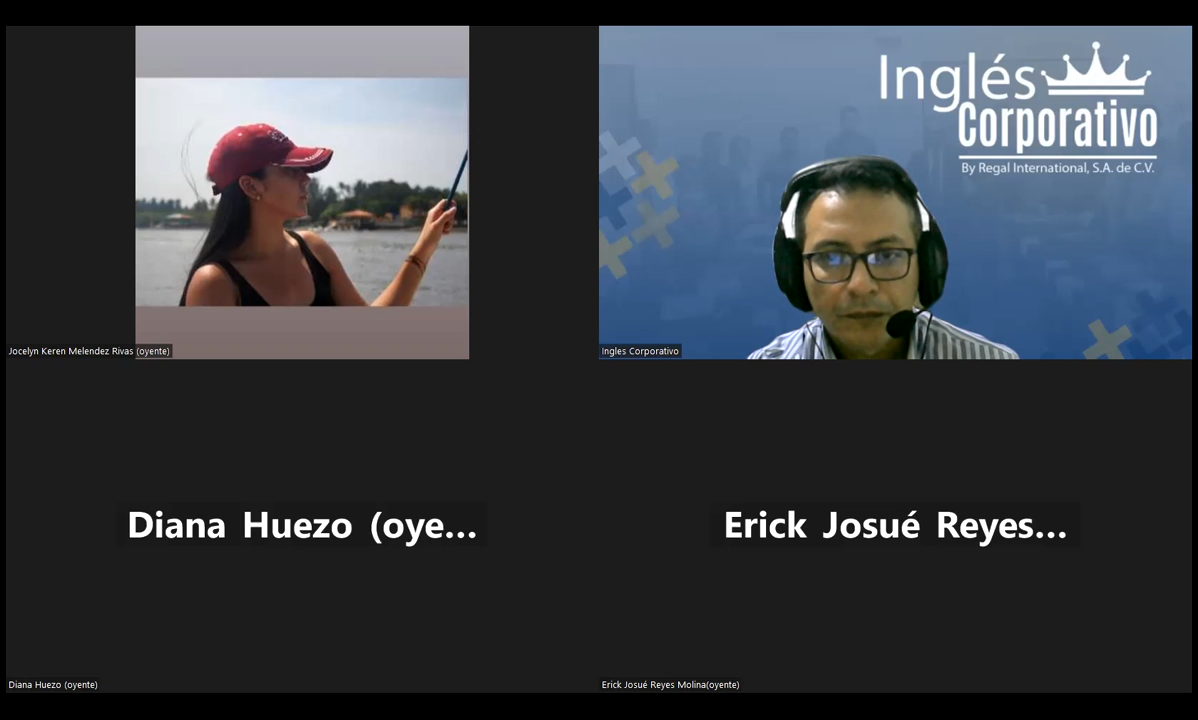 Inglés
Corporativo
By Regal International, S.A. de C.V.
Jocelyn Keren Melendez Rivas (oyente)
Ingles Corporativo
Diana Huezo (oye...
Erick Josué Reyes...
Diana Huezo (oyente)
Erick Josué Reyes Molina(oyente)